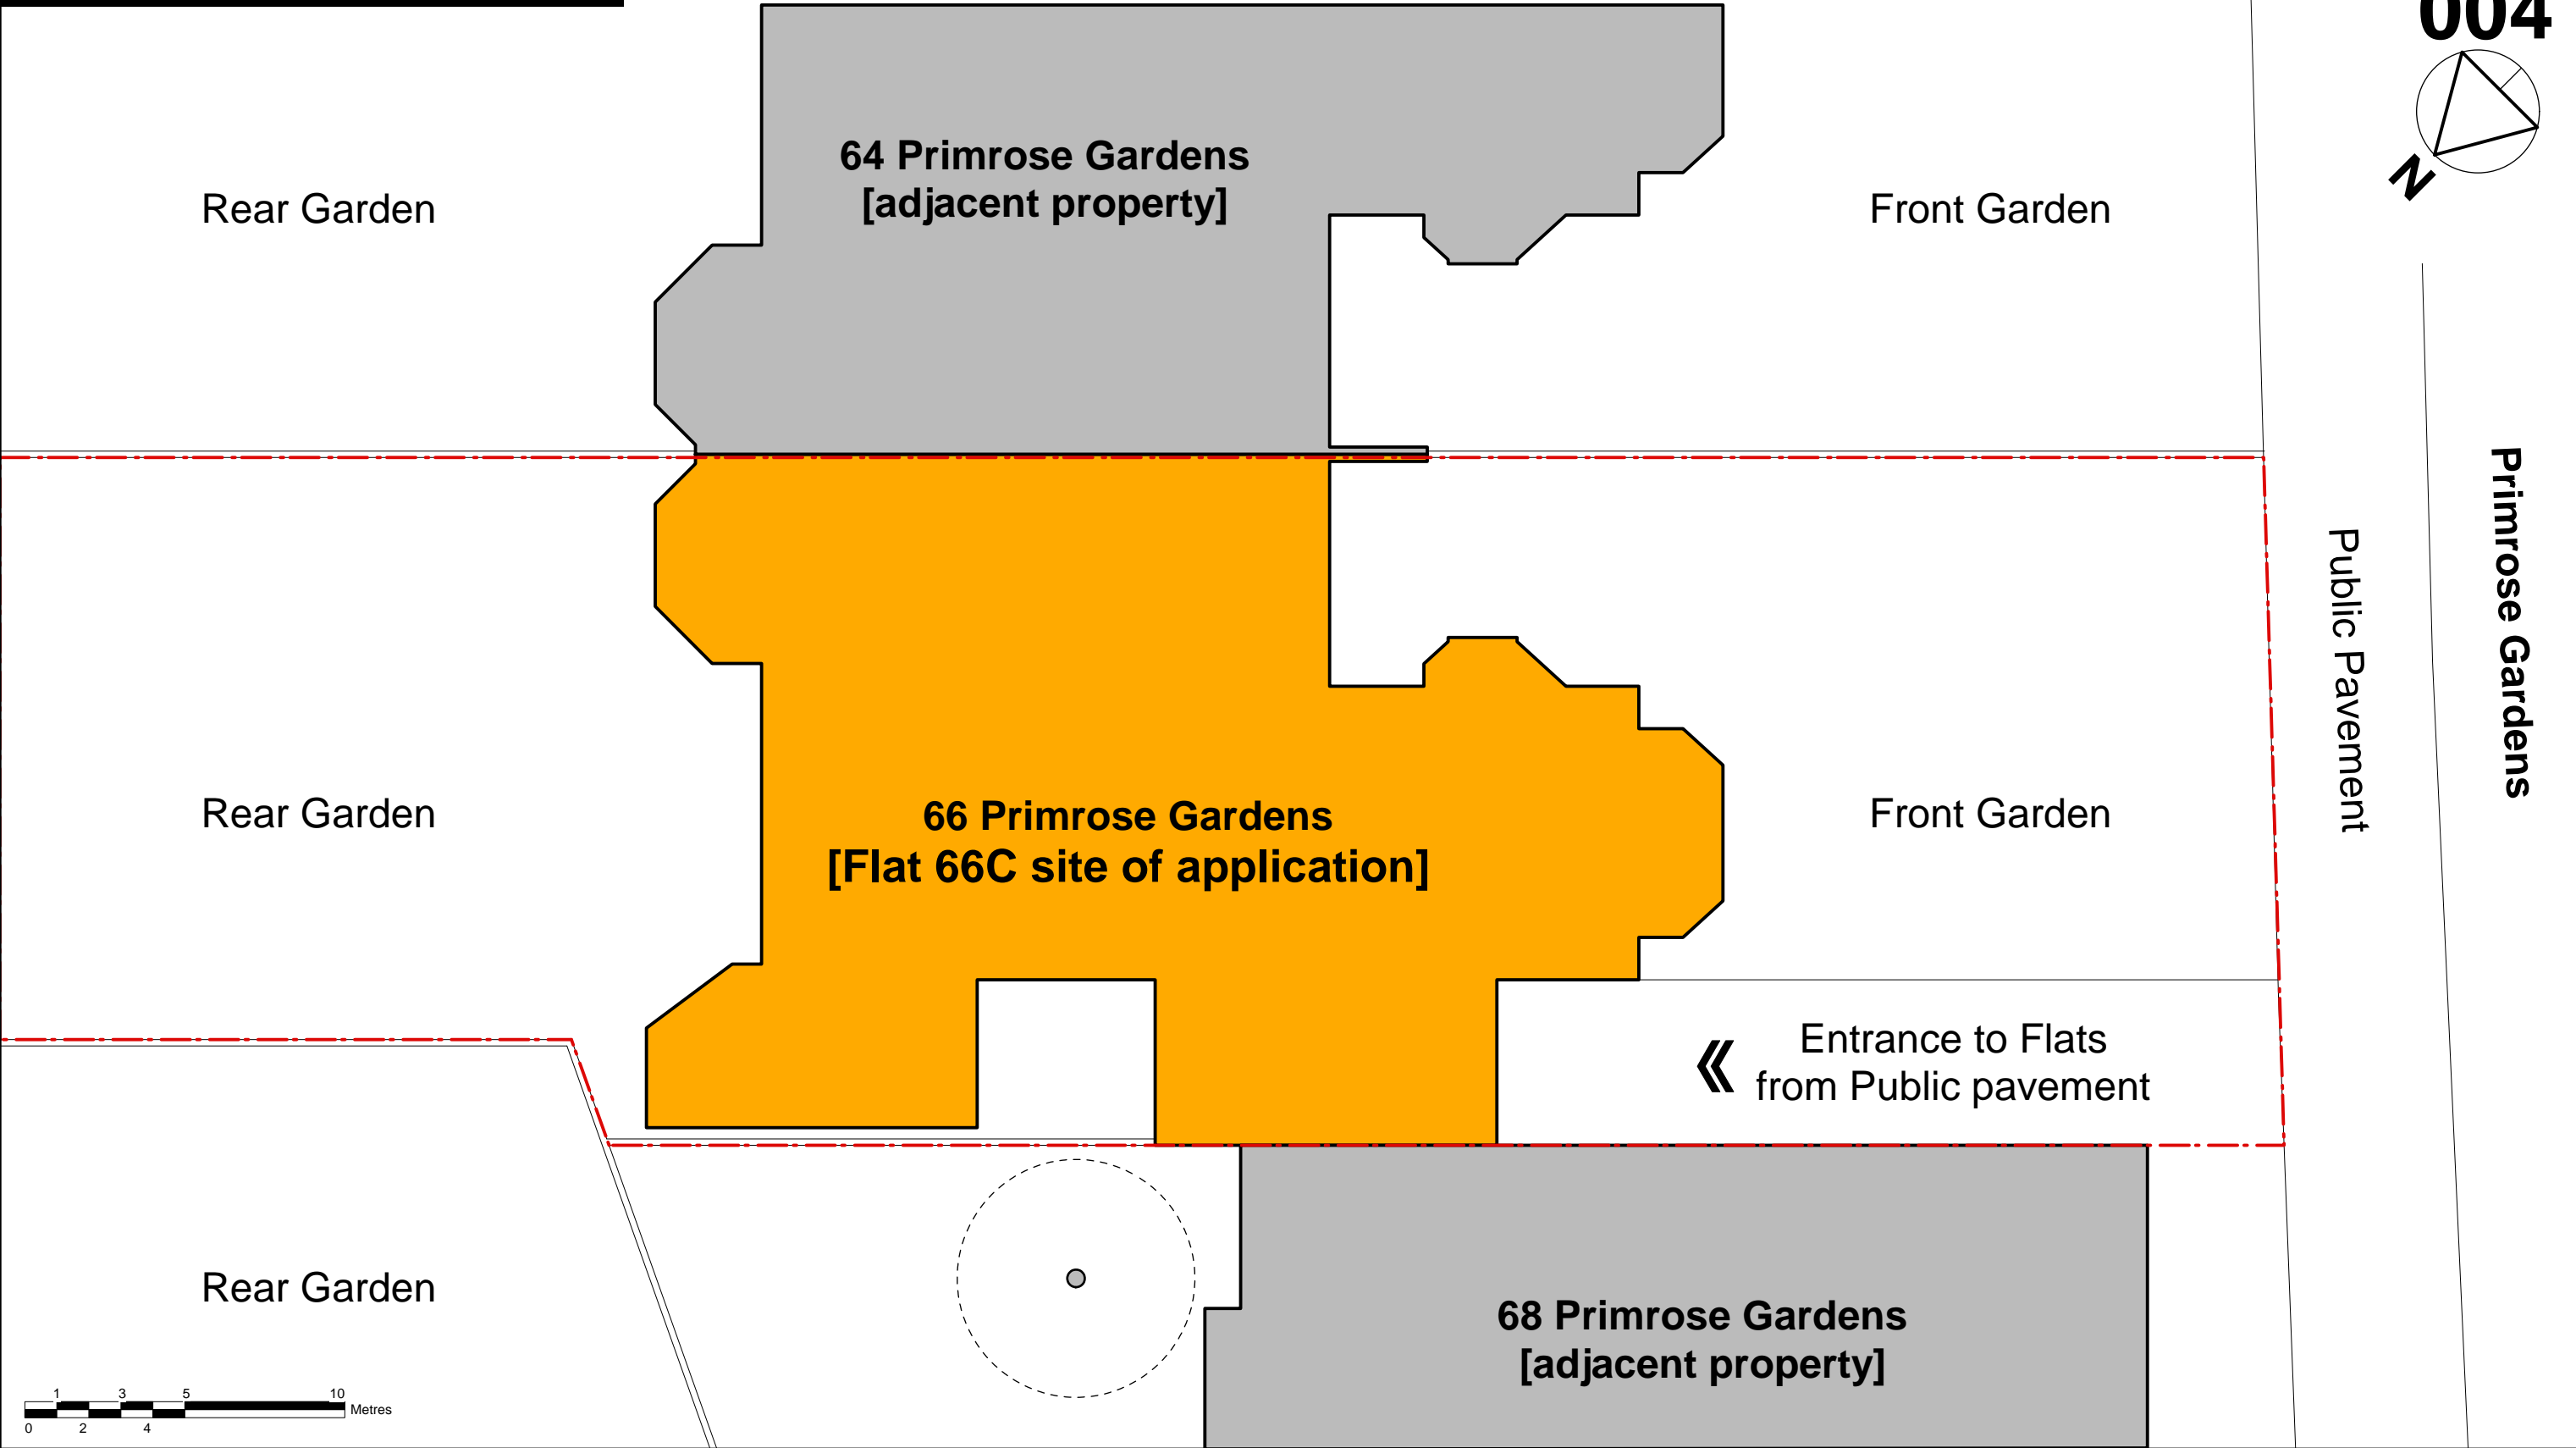 004
N
64 Primrose Gardens
[adjacent property]
Rear Garden
Front Garden
Primrose Gardens
Public Pavement
66 Primrose Gardens
[Flat 66C site of application]
Rear Garden
Front Garden
Entrance to Flats
from Public pavement
Rear Garden
68 Primrose Gardens
[adjacent property]
1 3 5 10
Metres
0 2 4